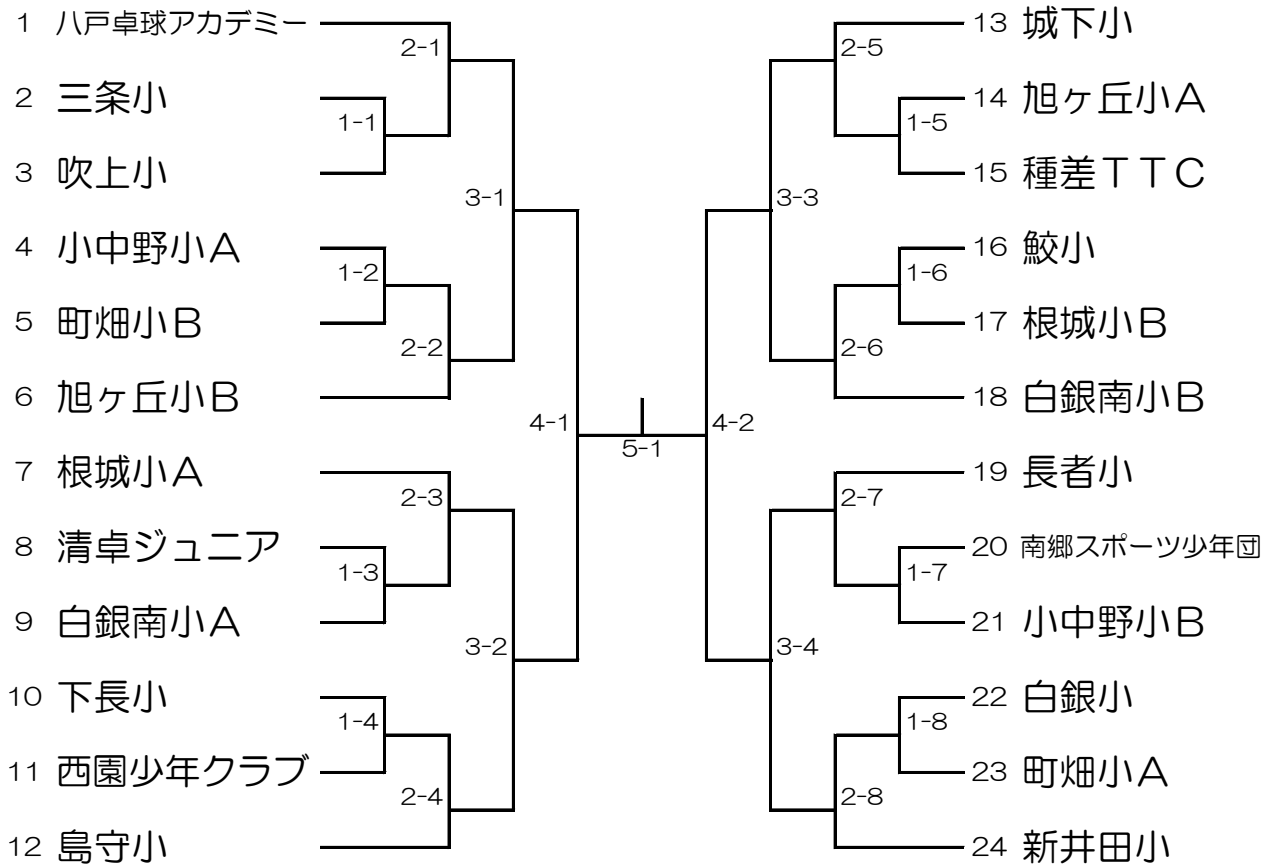 1 八戸卓球アカデミー
2 三条小
3 吹上小
4 小中野小A
5 町畑小B
6 旭ヶ丘小B
7 根城小A
8 清卓ジュニア
9 白銀南小A
10 下長小
11 西園少年クラブ
12 島守小
1-1
1-2
1-3
1-4
2-1
2-2
2-3
2-4
3-1
3-2
4-1
5-1
4-2
3-3
3-4
2-5
2-6
2-7
2-8
1-5
1-6
1-7
1-8
13 城下小
14 旭ヶ丘小A
15 種差TTC
16 鮫小
17 根城小B
18 白銀南小B
19 長者小
20 南郷スポーツ少年団
21 小中野小B
22 白銀小
23 町畑小A
24 新井田小